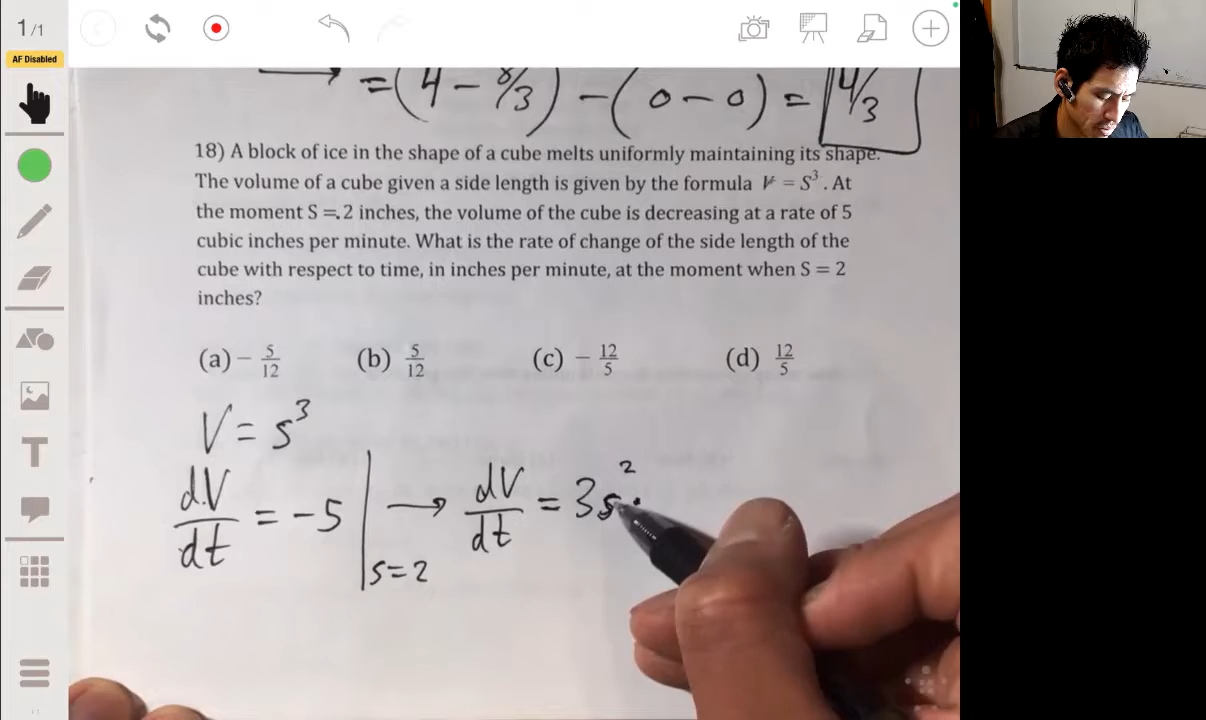 1/1
AF Disabled
= (4 - 8/3) - (0 - 0) = 4/3
18) A block of ice in the shape of a cube melts uniformly maintaining its shape.
The volume of a cube given a side length is given by the formula V = S³ . At
the moment S = 2 inches, the volume of the cube is decreasing at a rate of 5
cubic inches per minute. What is the rate of change of the side length of the
cube with respect to time, in inches per minute, at the moment when S = 2
inches?
(a) - 5/12 (b) 5/12 (c) - 12/5 (d) 12/5
V = s³
dV/dt = -5 | s=2 → dV/dt = 3s² ·
T